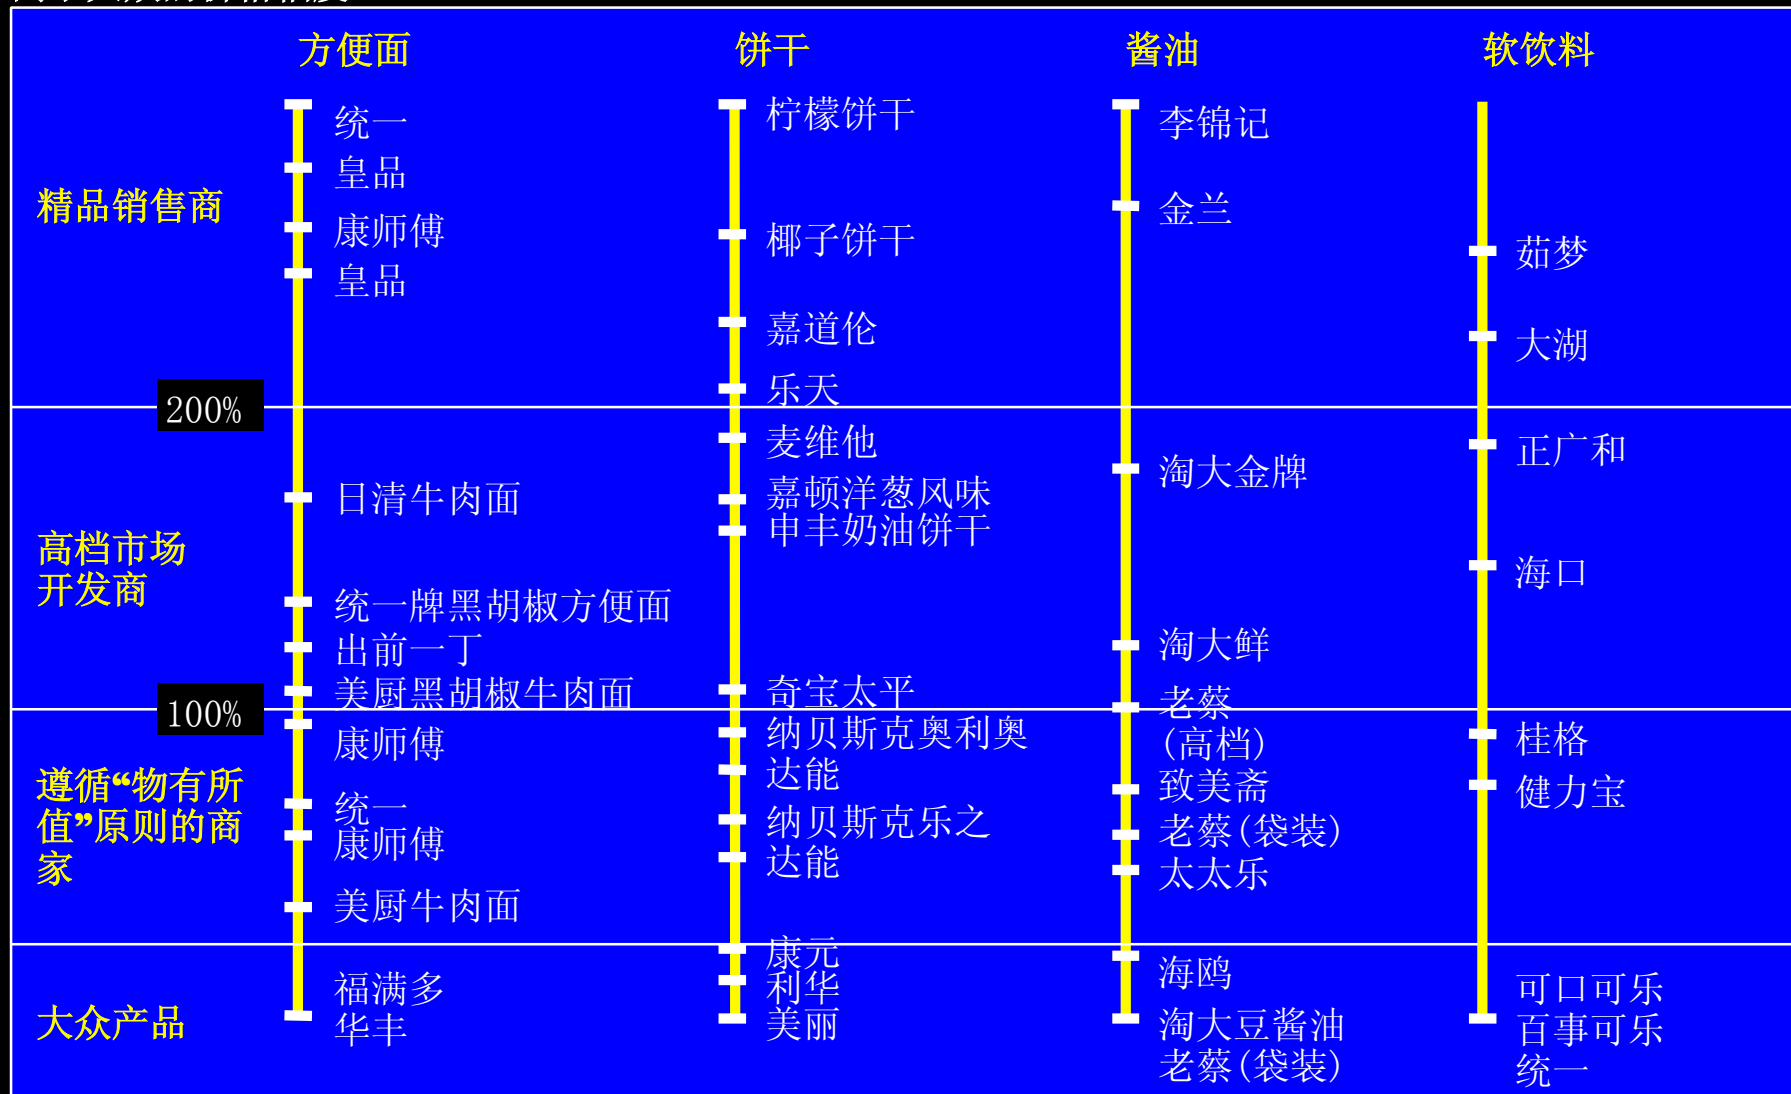 方便面 饼干 酱油 软饮料
精品销售商
统一
皇品
康师傅
皇品
柠檬饼干
椰子饼干
嘉道伦
乐天
李锦记
金兰
茹梦
大湖
200%
高档市场
开发商
日清牛肉面
统一牌黑胡椒方便面
出前一丁
美厨黑胡椒牛肉面
麦维他
嘉顿洋葱风味
申丰奶油饼干
奇宝太平
淘大金牌
淘大鲜
老蔡
(高档)
正广和
海口
100%
遵循“物有所
值”原则的商
家
康师傅
统一
康师傅
美厨牛肉面
纳贝斯克奥利奥
达能
纳贝斯克乐之
达能
致美斋
老蔡(袋装)
太太乐
桂格
健力宝
大众产品
福满多
华丰
康元
利华
美丽
海鸥
淘大豆酱油
老蔡(袋装)
可口可乐
百事可乐
统一